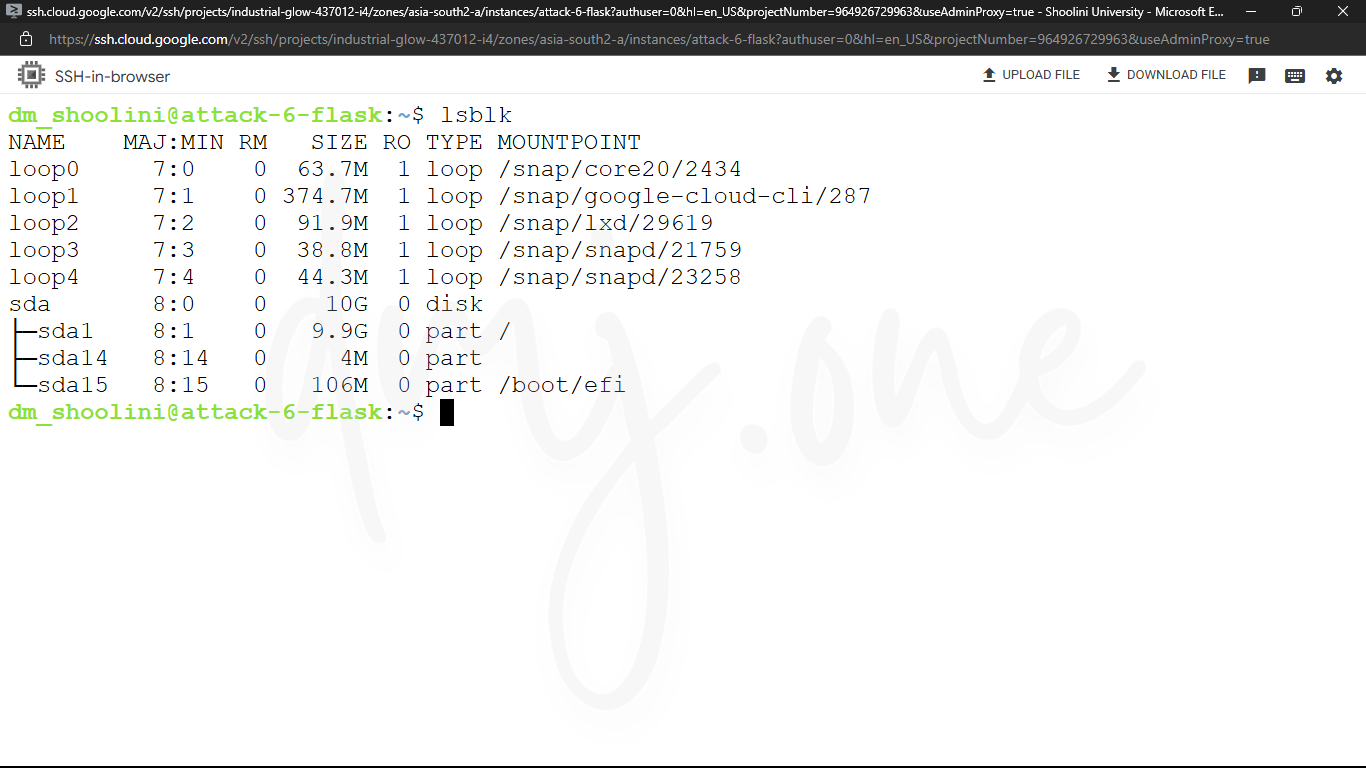 ssh.cloud.google.com/v2/ssh/projects/industrial-glow-437012-i4/zones/asia-south2-a/instances/attack-6-flask?authuser=0&hl=en_US&projectNumber=964926729963&useAdminProxy=true - Shoolini University - Microsoft E...
https://ssh.cloud.google.com/v2/ssh/projects/industrial-glow-437012-i4/zones/asia-south2-a/instances/attack-6-flask?authuser=0&hl=en_US&projectNumber=964926729963&useAdminProxy=true
SSH-in-browser UPLOAD FILE DOWNLOAD FILE
dm_shoolini@attack-6-flask:~$ lsblk
NAME    MAJ:MIN RM   SIZE RO TYPE MOUNTPOINT
loop0     7:0    0  63.7M  1 loop /snap/core20/2434
loop1     7:1    0 374.7M  1 loop /snap/google-cloud-cli/287
loop2     7:2    0  91.9M  1 loop /snap/lxd/29619
loop3     7:3    0  38.8M  1 loop /snap/snapd/21759
loop4     7:4    0  44.3M  1 loop /snap/snapd/23258
sda       8:0    0    10G  0 disk
├─sda1    8:1    0   9.9G  0 part /
├─sda14   8:14   0     4M  0 part
└─sda15   8:15   0   106M  0 part /boot/efi
dm_shoolini@attack-6-flask:~$
dmy.one